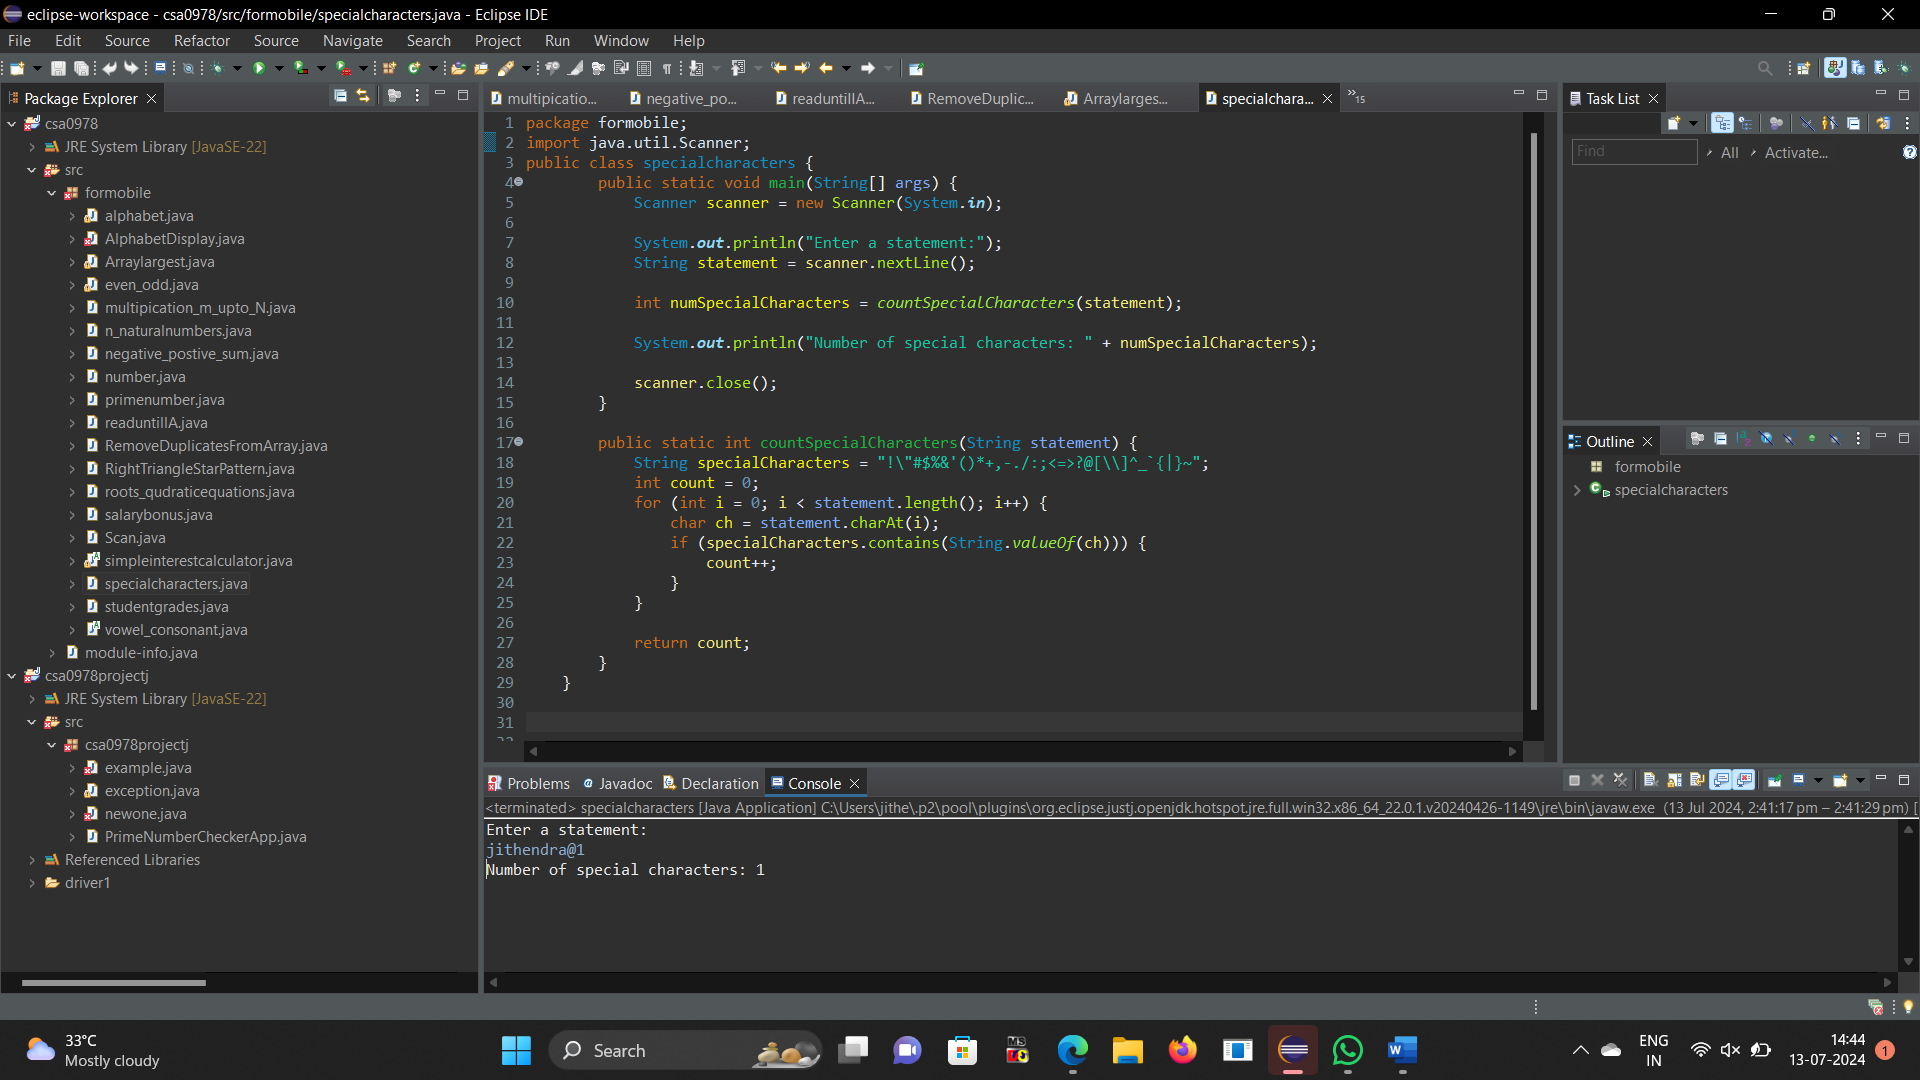 eclipse-workspace - csa0978/src/formobile/specialcharacters.java - Eclipse IDE
File Edit Source Refactor Source Navigate Search Project Run Window Help
Package Explorer
csa0978
JRE System Library [JavaSE-22]
src
formobile
alphabet.java
AlphabetDisplay.java
Arraylargest.java
even_odd.java
multipication_m_upto_N.java
n_naturalnumbers.java
negative_postive_sum.java
number.java
primenumber.java
readuntillA.java
RemoveDuplicatesFromArray.java
RightTriangleStarPattern.java
roots_qudraticequations.java
salarybonus.java
Scan.java
simpleinterestcalculator.java
specialcharacters.java
studentgrades.java
vowel_consonant.java
module-info.java
csa0978projectj
JRE System Library [JavaSE-22]
src
csa0978projectj
example.java
exception.java
newone.java
PrimeNumberCheckerApp.java
Referenced Libraries
driver1
multipicatio... negative_po... readuntillA... RemoveDuplic... Arraylarges... specialchara... »15
1 package formobile;
2 import java.util.Scanner;
3 public class specialcharacters {
4 public static void main(String[] args) {
5 Scanner scanner = new Scanner(System.in);
6
7 System.out.println("Enter a statement:");
8 String statement = scanner.nextLine();
9
10 int numSpecialCharacters = countSpecialCharacters(statement);
11
12 System.out.println("Number of special characters: " + numSpecialCharacters);
13
14 scanner.close();
15 }
16
17 public static int countSpecialCharacters(String statement) {
18 String specialCharacters = "!\"#$%&'()*+,-./:;<=>?@[\\]^_`{|}~";
19 int count = 0;
20 for (int i = 0; i < statement.length(); i++) {
21 char ch = statement.charAt(i);
22 if (specialCharacters.contains(String.valueOf(ch))) {
23 count++;
24 }
25 }
26
27 return count;
28 }
29 }
30
31
Task List
Find All Activate...
Outline
formobile
specialcharacters
Problems Javadoc Declaration Console
<terminated> specialcharacters [Java Application] C:\Users\jithe\.p2\pool\plugins\org.eclipse.justj.openjdk.hotspot.jre.full.win32.x86_64_22.0.1.v20240426-1149\jre\bin\javaw.exe (13 Jul 2024, 2:41:17 pm – 2:41:29 pm) [
Enter a statement:
jithendra@1
Number of special characters: 1
33°C
Mostly cloudy
Search
ENG
IN
14:44
13-07-2024
1